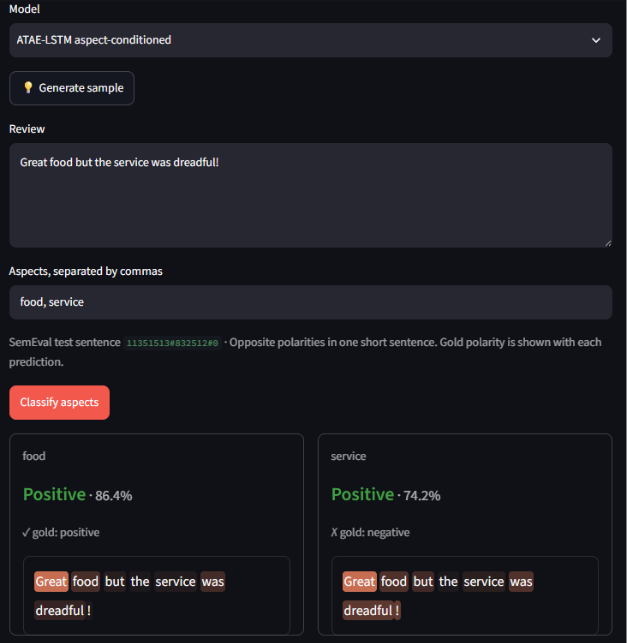 Model
ATAE-LSTM aspect-conditioned
💡 Generate sample
Review
Great food but the service was dreadful!
Aspects, separated by commas
food, service
SemEval test sentence 11351513#832512#0 · Opposite polarities in one short sentence. Gold polarity is shown with each
prediction.
Classify aspects
food
Positive · 86.4%
✓ gold: positive
Great food but the service was
dreadful !
service
Positive · 74.2%
✗ gold: negative
Great food but the service was
dreadful !